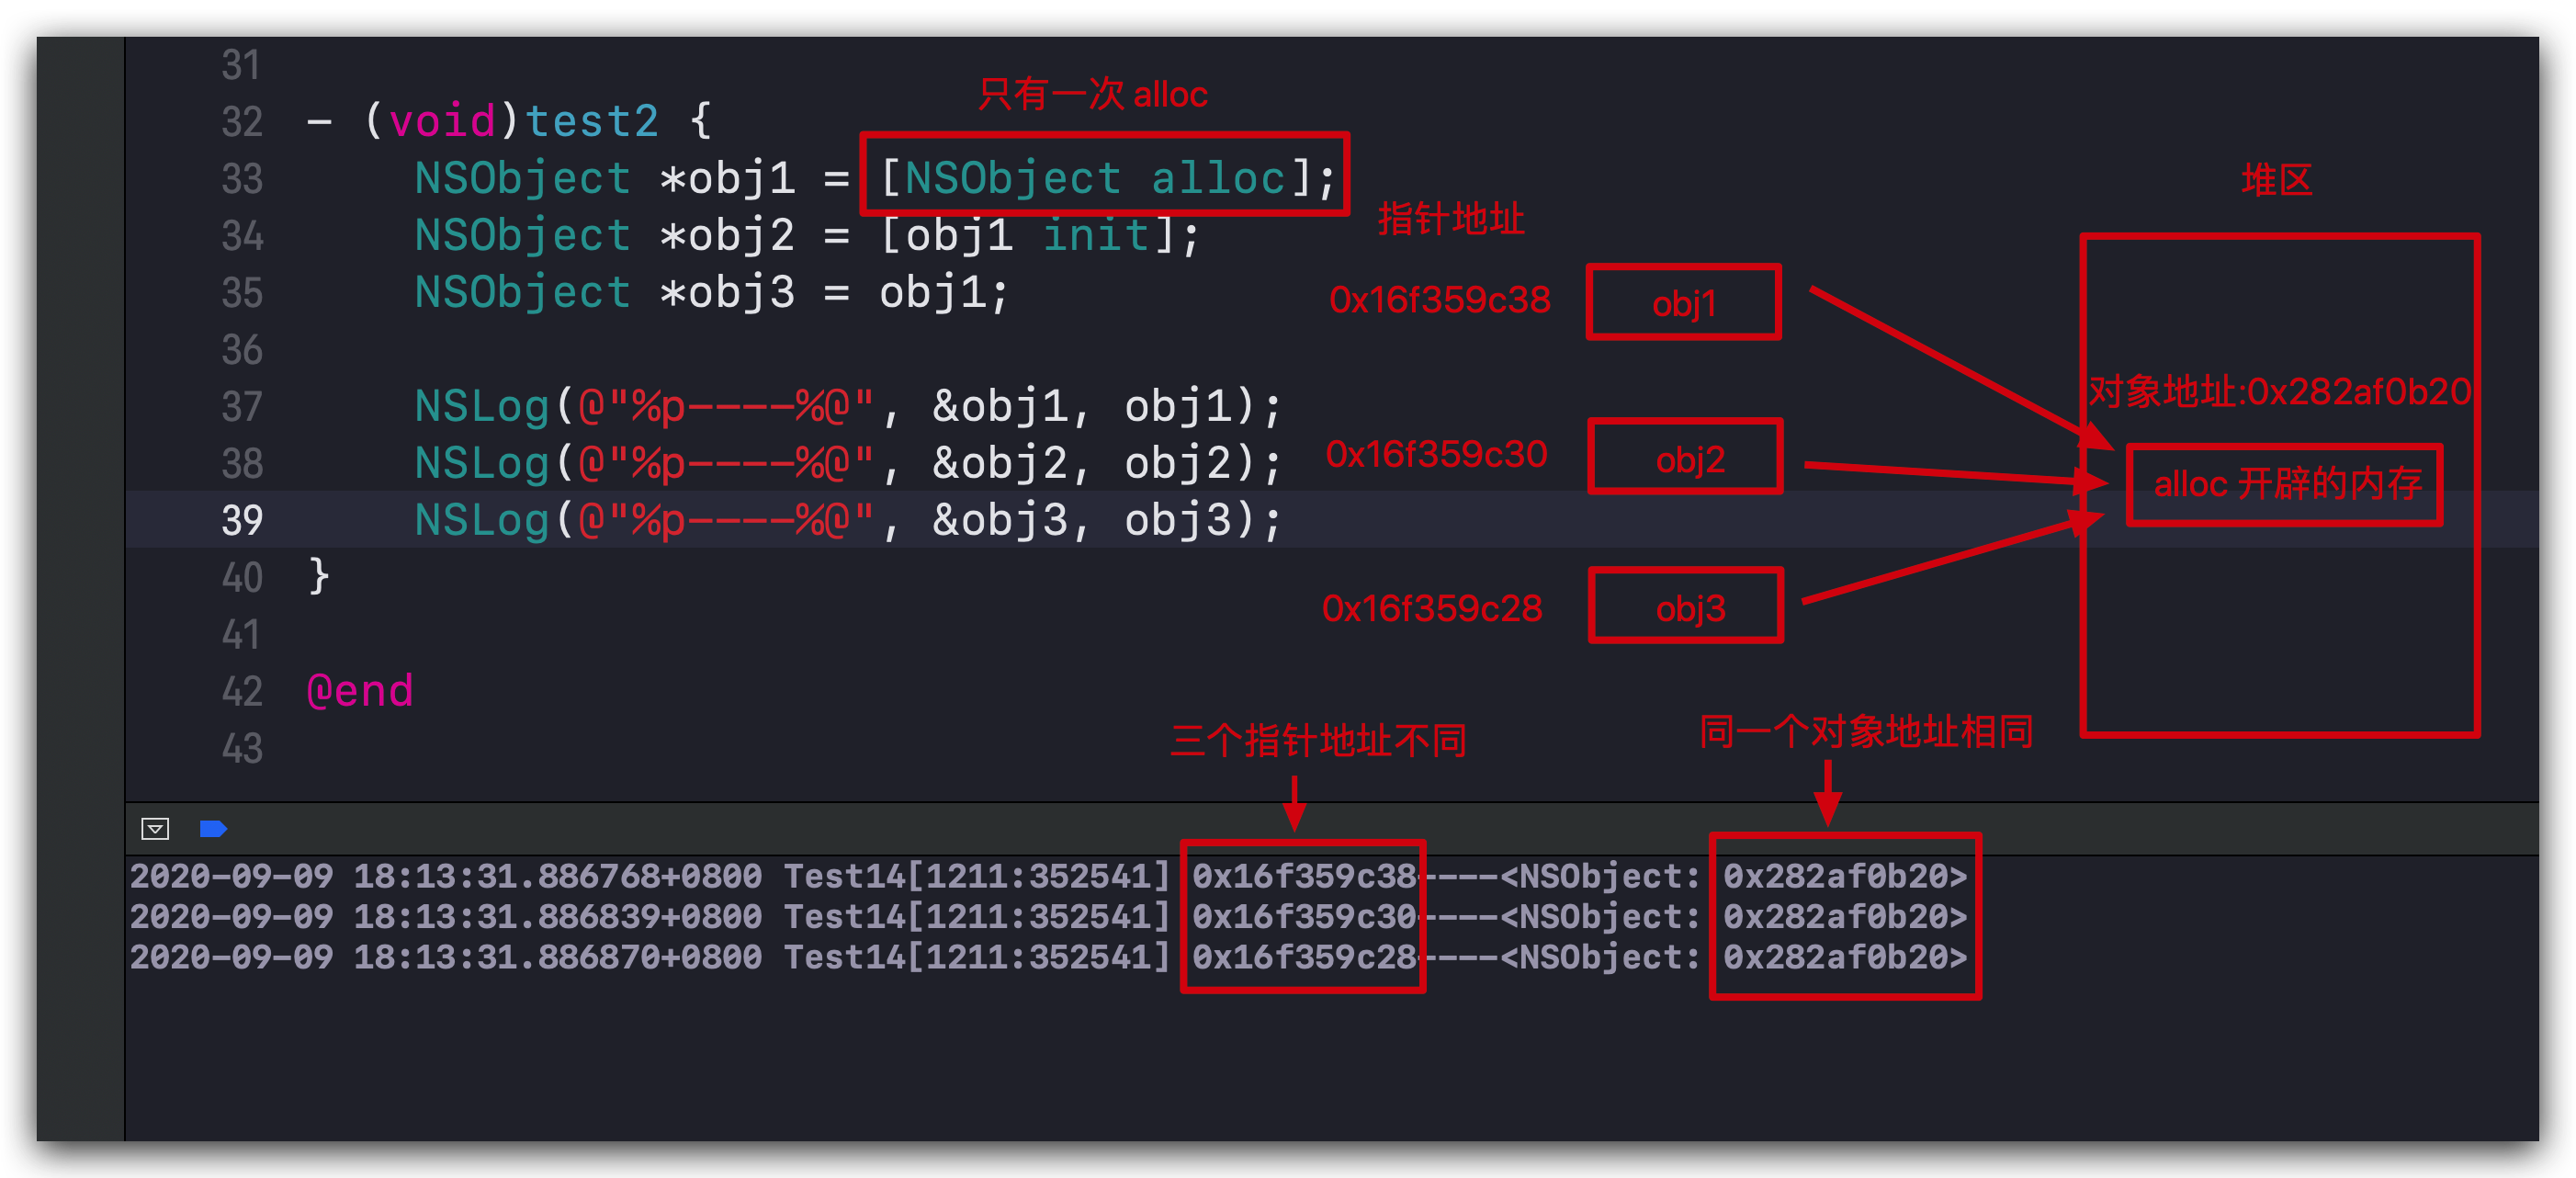 31
只有一次 alloc
32 - (void)test2 {
33 NSObject *obj1 = [NSObject alloc];
堆区
34 NSObject *obj2 = [obj1 init];
指针地址
35 NSObject *obj3 = obj1;
0x16f359c38 obj1
36
对象地址:0x282af0b20
37 NSLog(@"%p----%@", &obj1, obj1);
38 NSLog(@"%p----%@", &obj2, obj2);
0x16f359c30 obj2
alloc 开辟的内存
39 NSLog(@"%p----%@", &obj3, obj3);
40 }
0x16f359c28 obj3
41
42 @end
43
三个指针地址不同
同一个对象地址相同
2020-09-09 18:13:31.886768+0800 Test14[1211:352541] 0x16f359c38----<NSObject: 0x282af0b20>
2020-09-09 18:13:31.886839+0800 Test14[1211:352541] 0x16f359c30----<NSObject: 0x282af0b20>
2020-09-09 18:13:31.886870+0800 Test14[1211:352541] 0x16f359c28----<NSObject: 0x282af0b20>